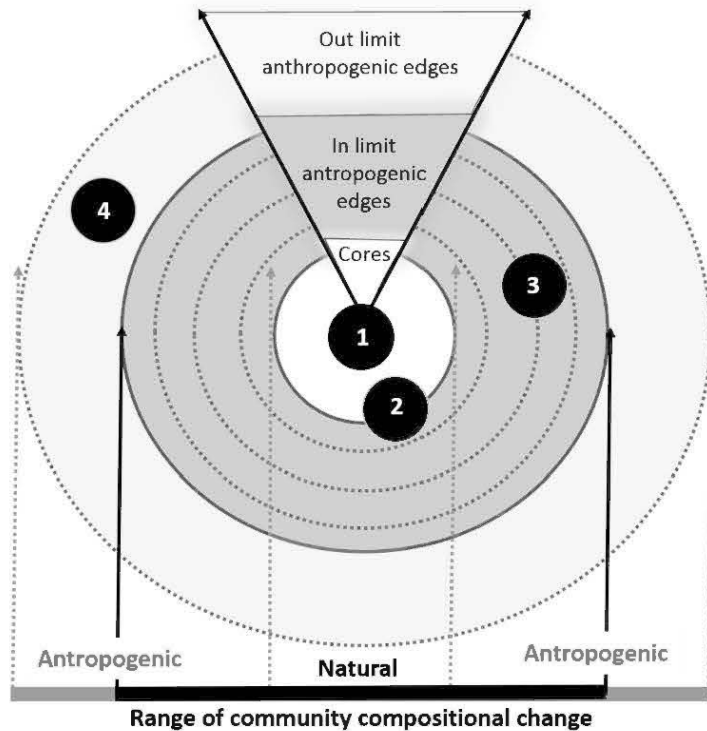 Out limit
anthropogenic edges
In limit
antropogenic
edges
Cores
4
3
1
2
Antropogenic
Natural
Antropogenic
Range of community compositional change